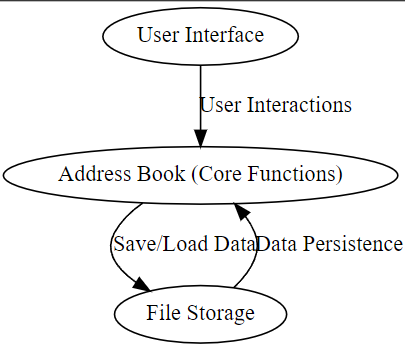 User Interface
User Interactions
Address Book (Core Functions)
Save/Load Data
Data Persistence
File Storage